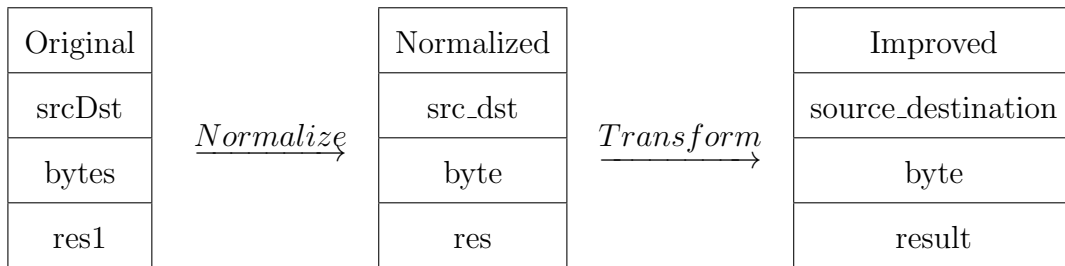 Original
srcDst
bytes
res1
Normalize
Normalized
src_dst
byte
res
Transform
Improved
source_destination
byte
result